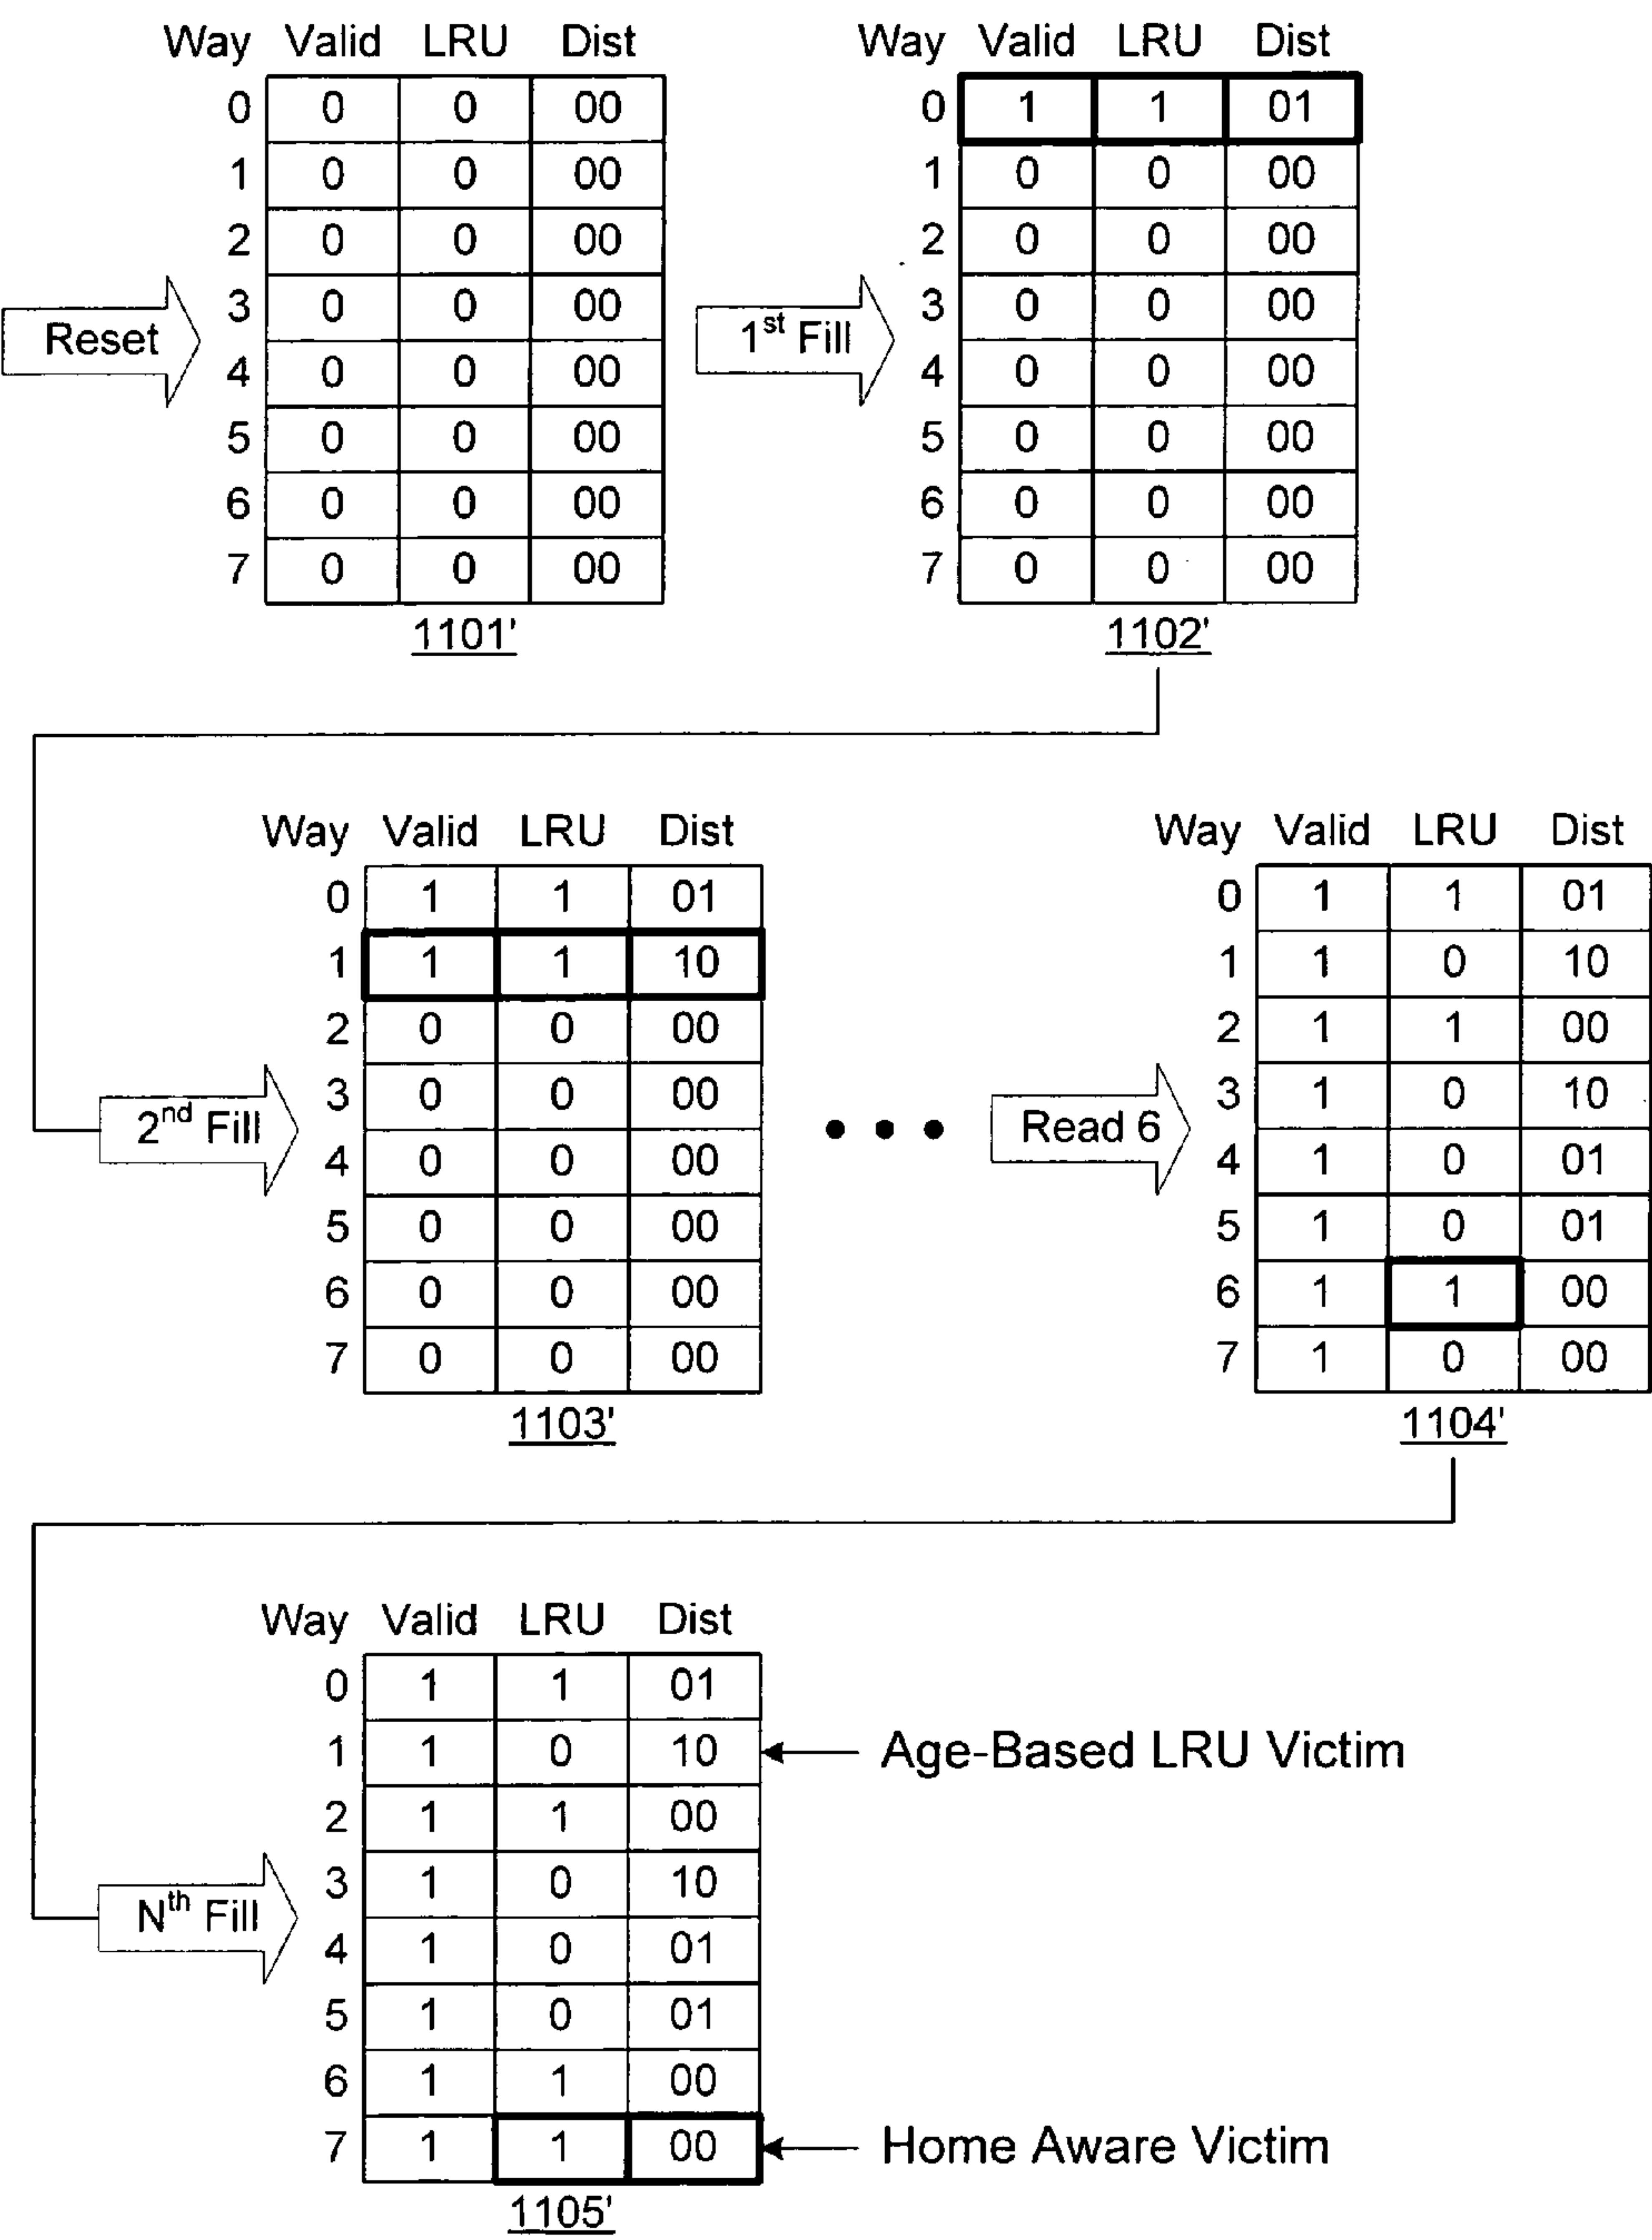 Way Valid LRU Dist
0 0 0 00
1 0 0 00
2 0 0 00
3 0 0 00
4 0 0 00
5 0 0 00
6 0 0 00
7 0 0 00
Reset
1101'
Way Valid LRU Dist
0 1 1 01
1 0 0 00
2 0 0 00
3 0 0 00
4 0 0 00
5 0 0 00
6 0 0 00
7 0 0 00
1st Fill
1102'
Way Valid LRU Dist
0 1 1 01
1 1 1 10
2 0 0 00
3 0 0 00
4 0 0 00
5 0 0 00
6 0 0 00
7 0 0 00
2nd Fill
1103'
Way Valid LRU Dist
0 1 1 01
1 1 0 10
2 1 1 00
3 1 0 10
4 1 0 01
5 1 0 01
6 1 1 00
7 1 0 00
Read 6
1104'
Way Valid LRU Dist
0 1 1 01
1 1 0 10
Age-Based LRU Victim
2 1 1 00
3 1 0 10
4 1 0 01
5 1 0 01
6 1 1 00
7 1 1 00
Home Aware Victim
Nth Fill
1105'